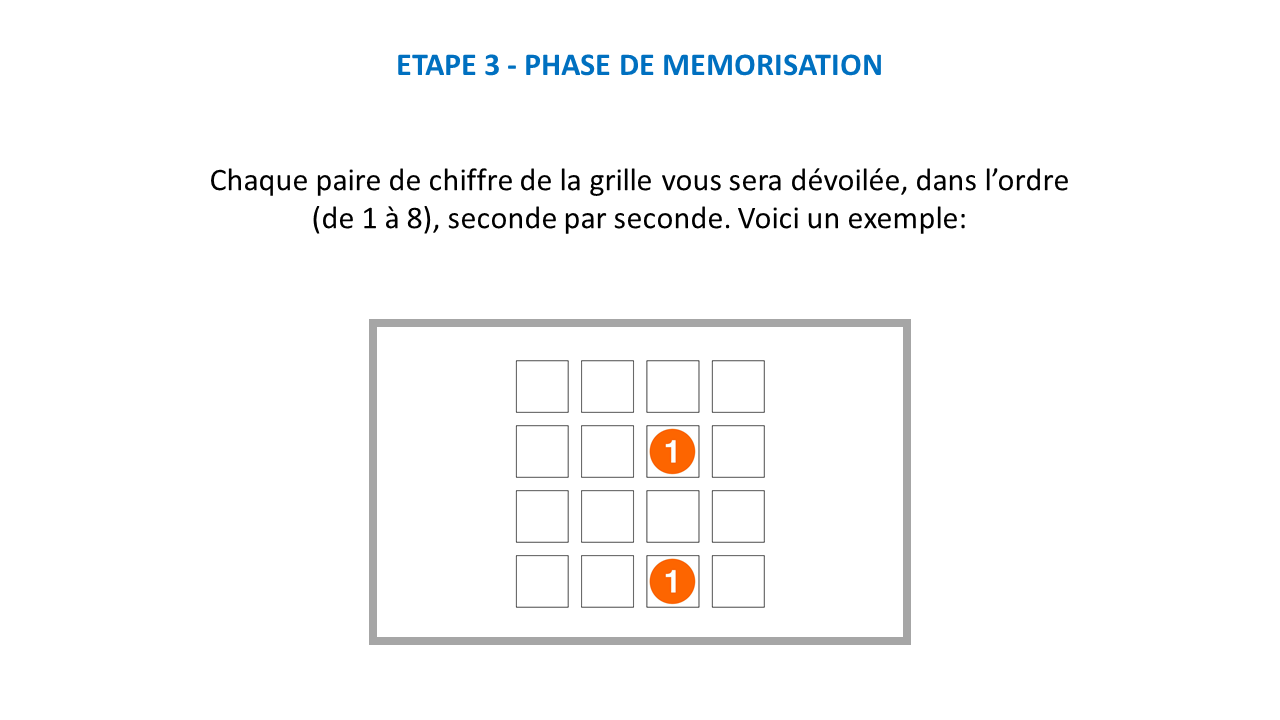 ETAPE 3 - PHASE DE MEMORISATION
Chaque paire de chiffre de la grille vous sera dévoilée, dans l’ordre
(de 1 à 8), seconde par seconde. Voici un exemple:
1
1